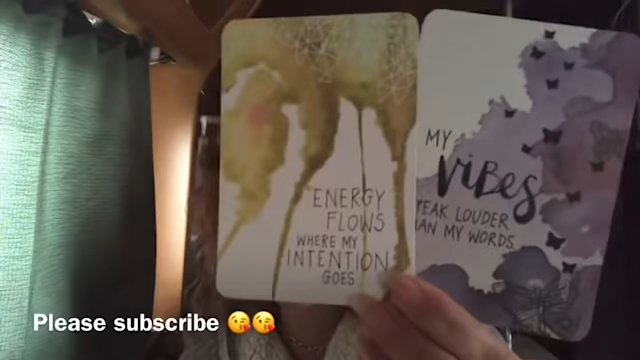 ENERGY
FLOWS
WHERE MY
INTENTION
GOES
MY
ViBES
PEAK LOUDER
AN MY WORDS
Please subscribe 😘😘